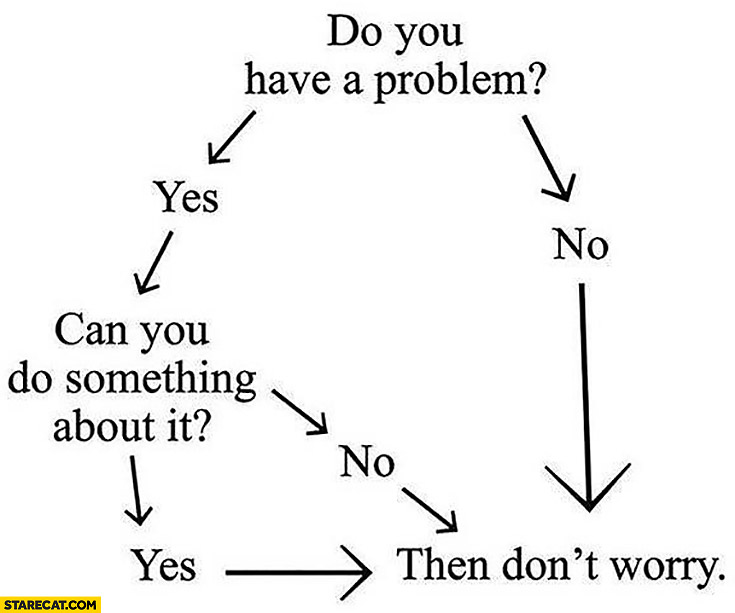 Do you
have a problem?
Yes
No
Can you
do something
about it?
No
Yes
Then don't worry.
STARECAT.COM